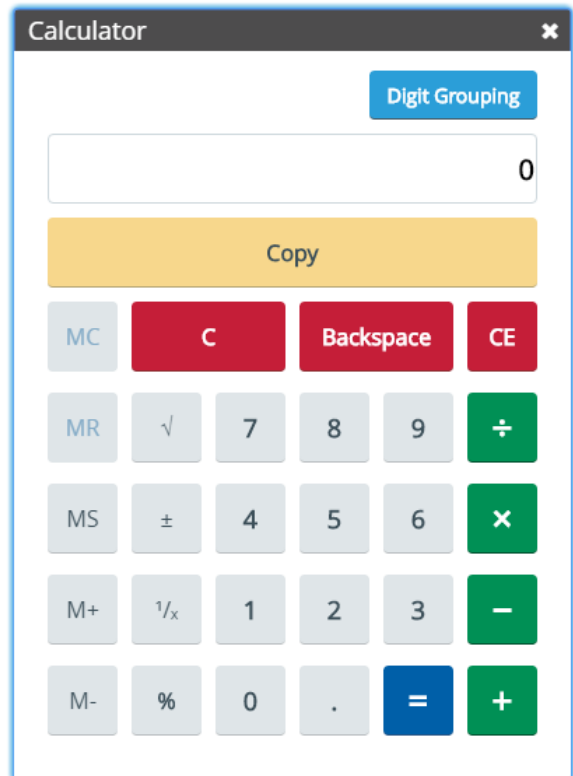 Calculator ✖
Digit Grouping
0
Copy
MC C Backspace CE
MR √ 7 8 9 ÷
MS ± 4 5 6 ×
M+ ¹/ₓ 1 2 3 −
M- % 0 . = +